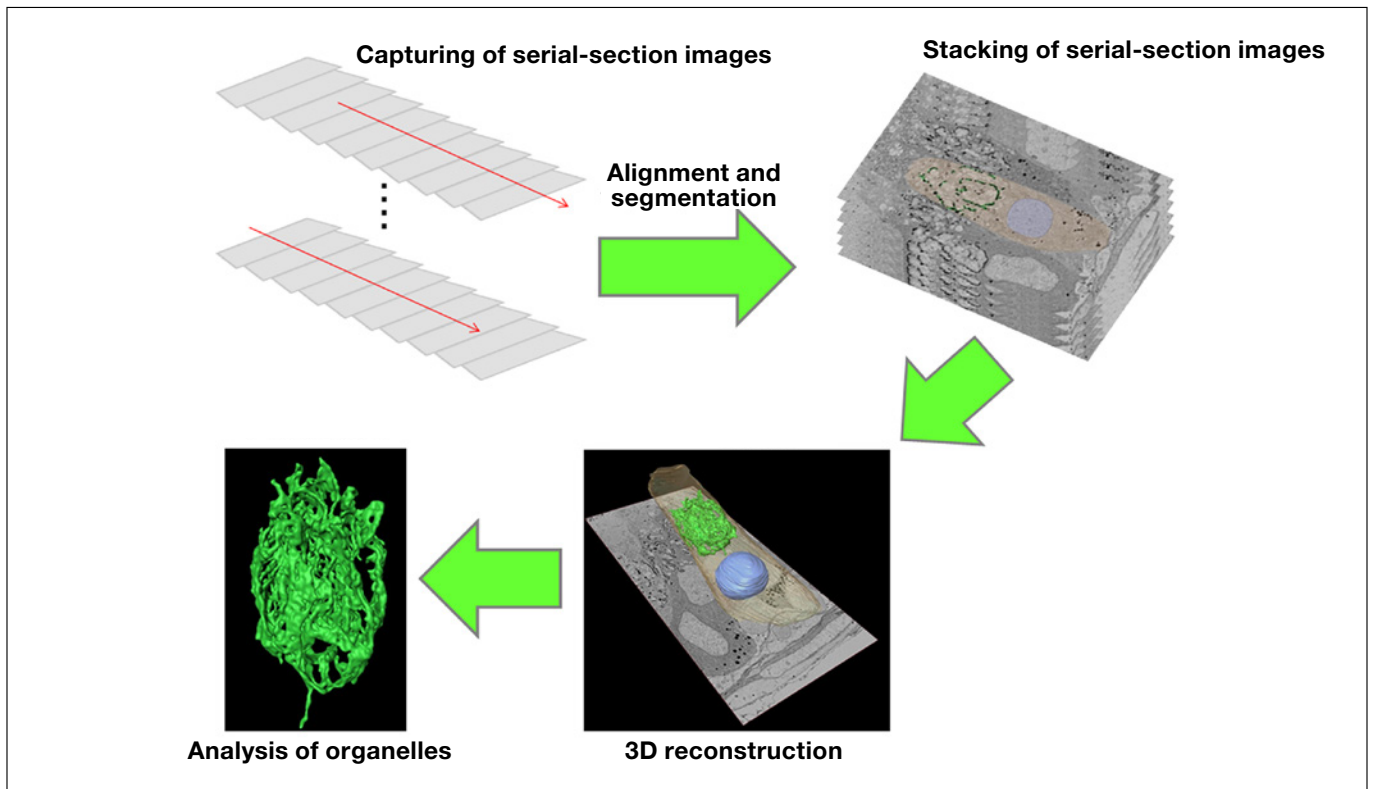 Capturing of serial-section images
Stacking of serial-section images
Alignment and
segmentation
Analysis of organelles
3D reconstruction